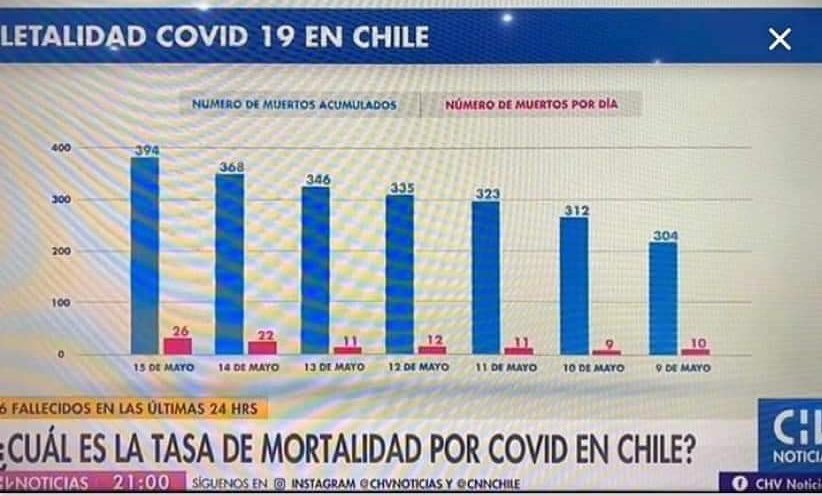 LETALIDAD COVID 19 EN CHILE
NUMERO DE MUERTOS ACUMULADOS NÚMERO DE MUERTOS POR DÍA
400
300
200
100
0
394 368 346 335 323 312 304
26 22 11 12 11 9 10
15 DE MAYO 14 DE MAYO 13 DE MAYO 12 DE MAYO 11 DE MAYO 10 DE MAYO 9 DE MAYO
6 FALLECIDOS EN LAS ÚLTIMAS 24 HRS
¿CUÁL ES LA TASA DE MORTALIDAD POR COVID EN CHILE?
NOTICIAS 21:00 SÍGUENOS EN INSTAGRAM @CHVNOTICIAS Y @CNNCHILE
CHV Notici